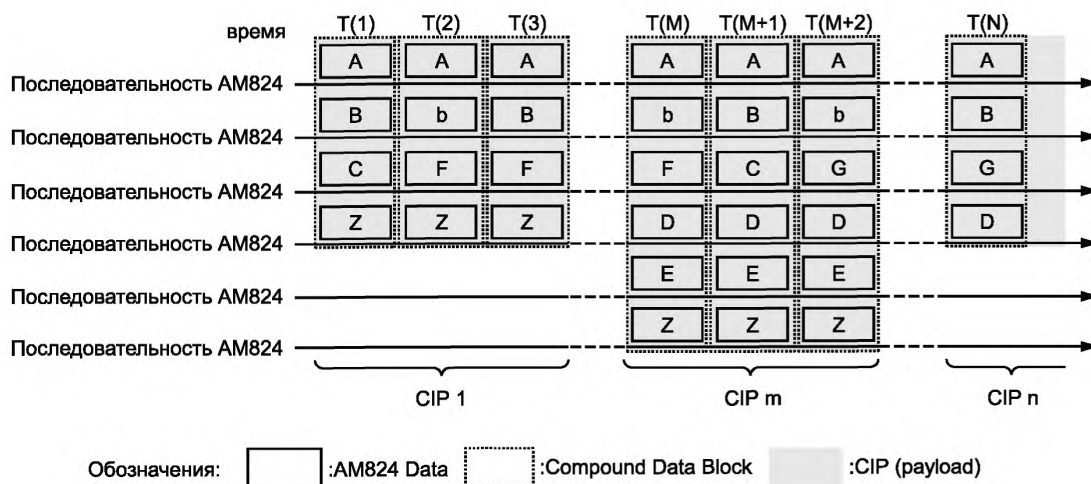 время T(1) T(2) T(3) T(M) T(M+1) T(M+2) T(N)
A A A A A A A
Последовательность AM824
B b B b B b B
Последовательность AM824
C F F F C G G
Последовательность AM824
Z Z Z D D D D
Последовательность AM824
E E E
Последовательность AM824
Z Z Z
Последовательность AM824
CIP 1 CIP m CIP n
Обозначения: :AM824 Data :Compound Data Block :CIP (payload)